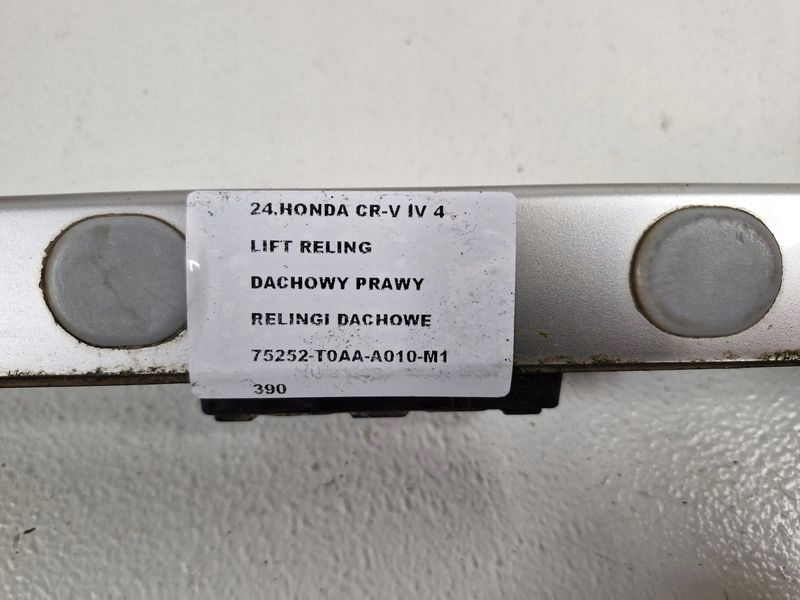 24.HONDA CR-V IV 4
LIFT RELING
DACHOWY PRAWY
RELINGI DACHOWE
75252-T0AA-A010-M1
390